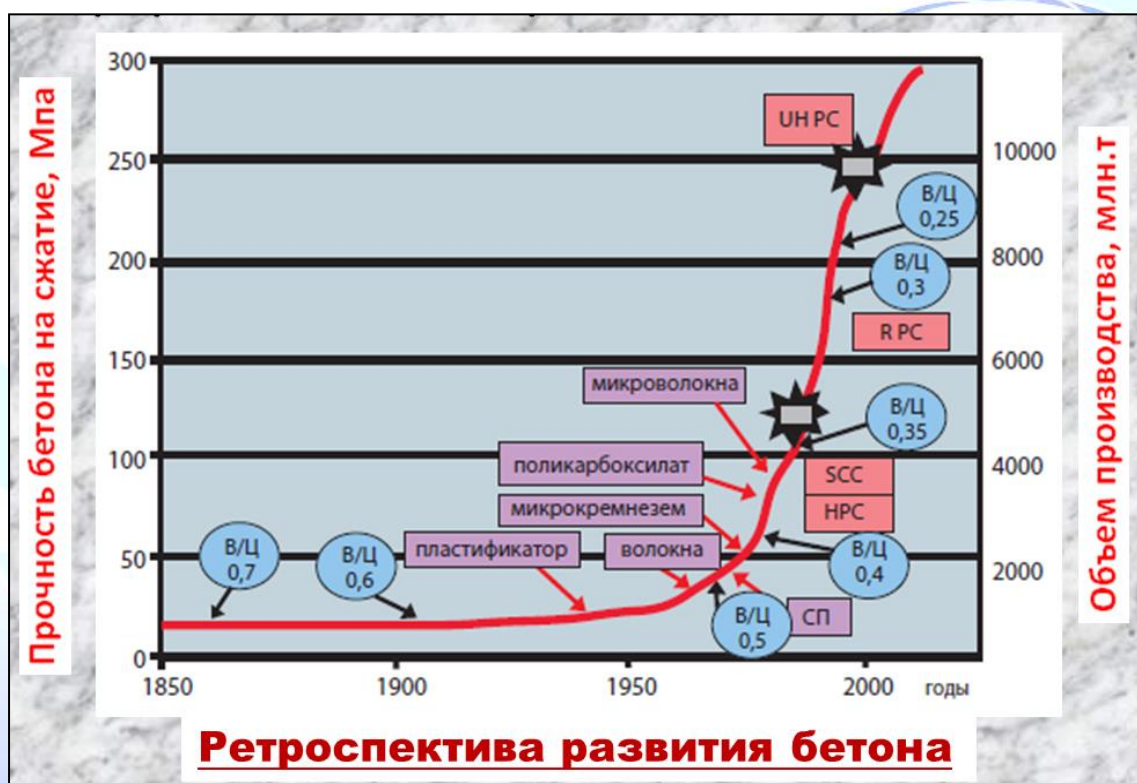 Прочность бетона на сжатие, Мпа
300
250
200
150
100
50
0
UH PC
В/Ц
0,25
В/Ц
0,3
R PC
микроволокна
В/Ц
0,35
поликарбоксилат
SCC
микрокремнезем
HPC
В/Ц
0,7
В/Ц
0,6
пластификатор
волокна
В/Ц
0,4
В/Ц
0,5
СП
10000
8000
6000
4000
2000
Объем производства, млн.т
1850
1900
1950
2000
годы
Ретроспектива развития бетона